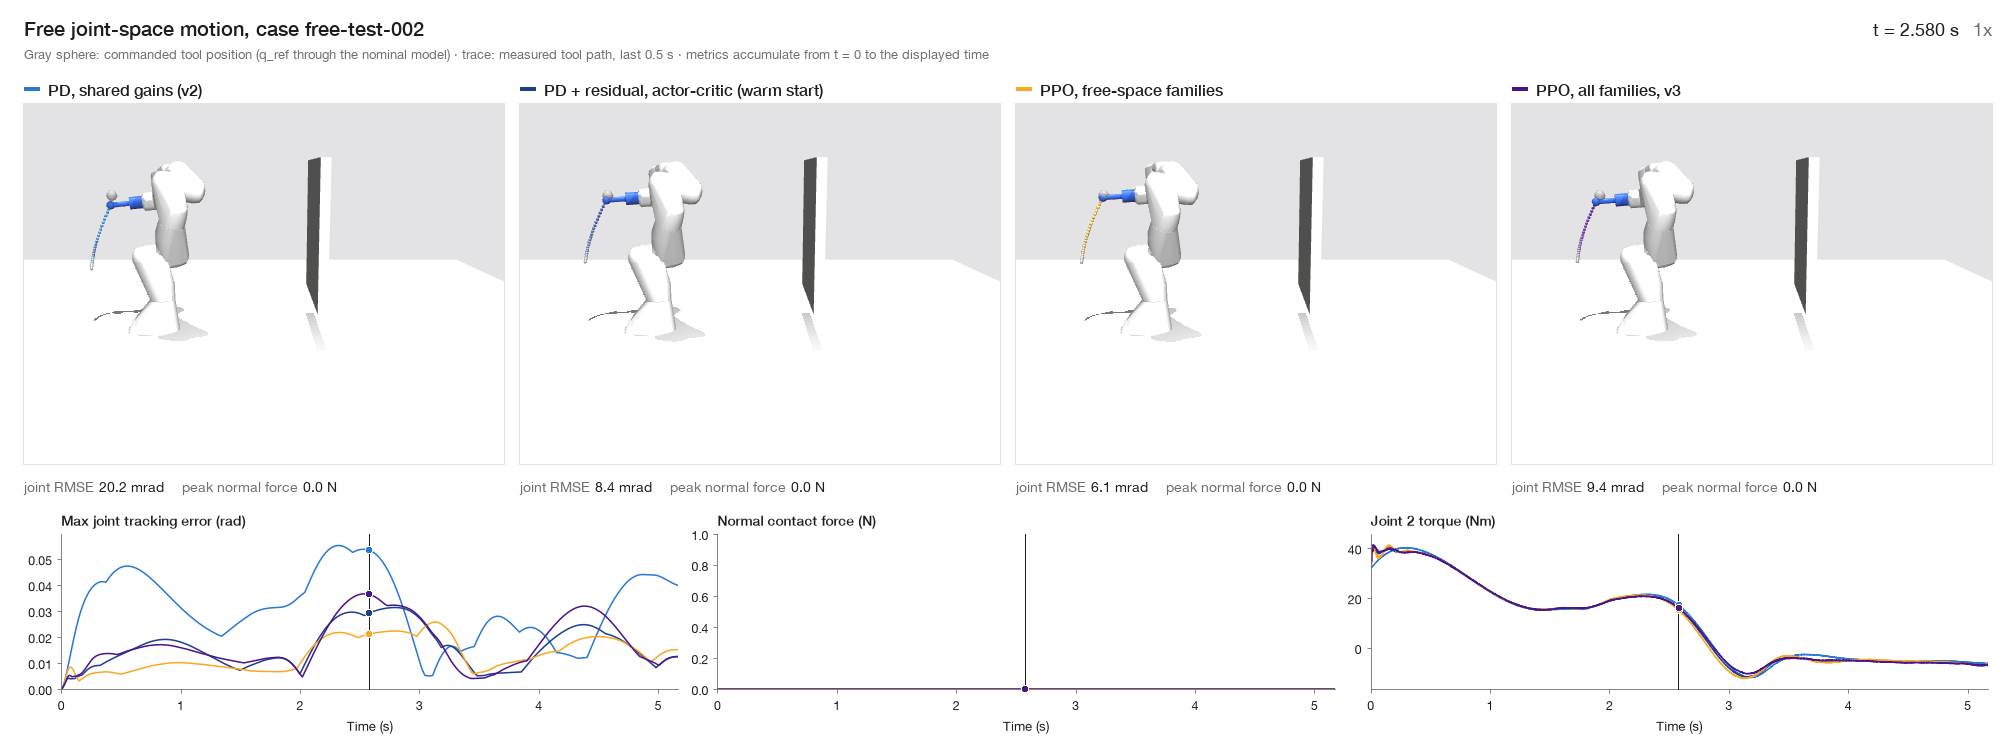 Free joint-space motion, case free-test-002
t = 2.580 s 1x
Gray sphere: commanded tool position (q_ref through the nominal model) · trace: measured tool path, last 0.5 s · metrics accumulate from t = 0 to the displayed time
PD, shared gains (v2)
PD + residual, actor-critic (warm start)
PPO, free-space families
PPO, all families, v3
joint RMSE 20.2 mrad peak normal force 0.0 N
joint RMSE 8.4 mrad peak normal force 0.0 N
joint RMSE 6.1 mrad peak normal force 0.0 N
joint RMSE 9.4 mrad peak normal force 0.0 N
Max joint tracking error (rad)
0.05
0.04
0.03
0.02
0.01
0.00
0 1 2 3 4 5
Time (s)
Normal contact force (N)
1.0
0.8
0.6
0.4
0.2
0.0
0 1 2 3 4 5
Time (s)
Joint 2 torque (Nm)
40
20
0
0 1 2 3 4 5
Time (s)